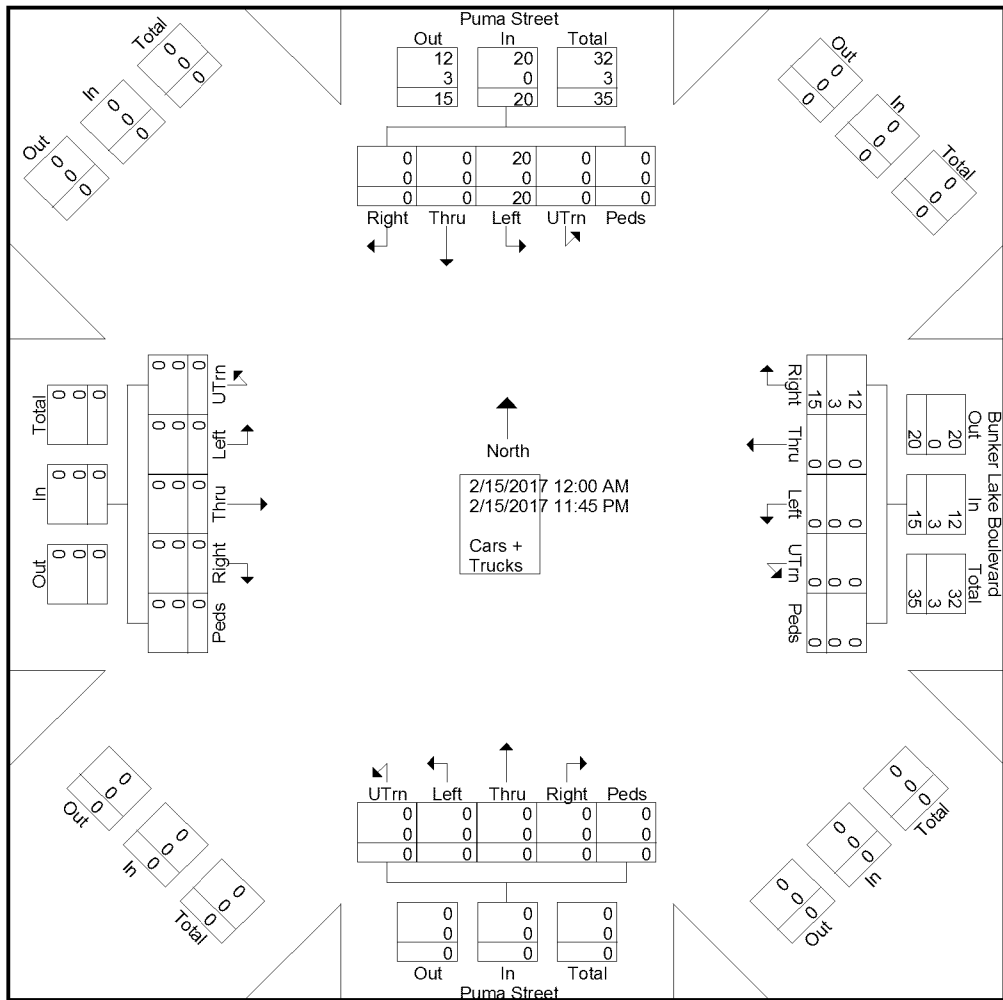 Puma Street
Out In Total
12 20 32
3 0 3
15 20 35
0 0 20 0 0
0 0 0 0 0
0 0 20 0 0
Right Thru Left UTrn Peds
Total
0
0
0
In
0
0
0
Out
0
0
0
Out
0
0
0
In
0
0
0
Total
0
0
0
Total
0 0 0
In
0 0 0
Out
0 0 0
0 0 0 UTrn
0 0 0 Left
0 0 0 Thru
0 0 0 Right
0 0 0 Peds
North
2/15/2017 12:00 AM
2/15/2017 11:45 PM
Cars +
Trucks
Right Thru Left UTrn Peds
12 0 0 0 0
3 0 0 0 0
15 0 0 0 0
Bunker Lake Boulevard
Out In Total
20 12 32
0 3 3
20 15 35
Out
0
0
0
In
0
0
0
Total
0
0
0
UTrn Left Thru Right Peds
0 0 0 0 0
0 0 0 0 0
0 0 0 0 0
0 0 0
0 0 0
0 0 0
Out In Total
Puma Street
0
0
0
Total
0
0
0
In
0
0
0
Out